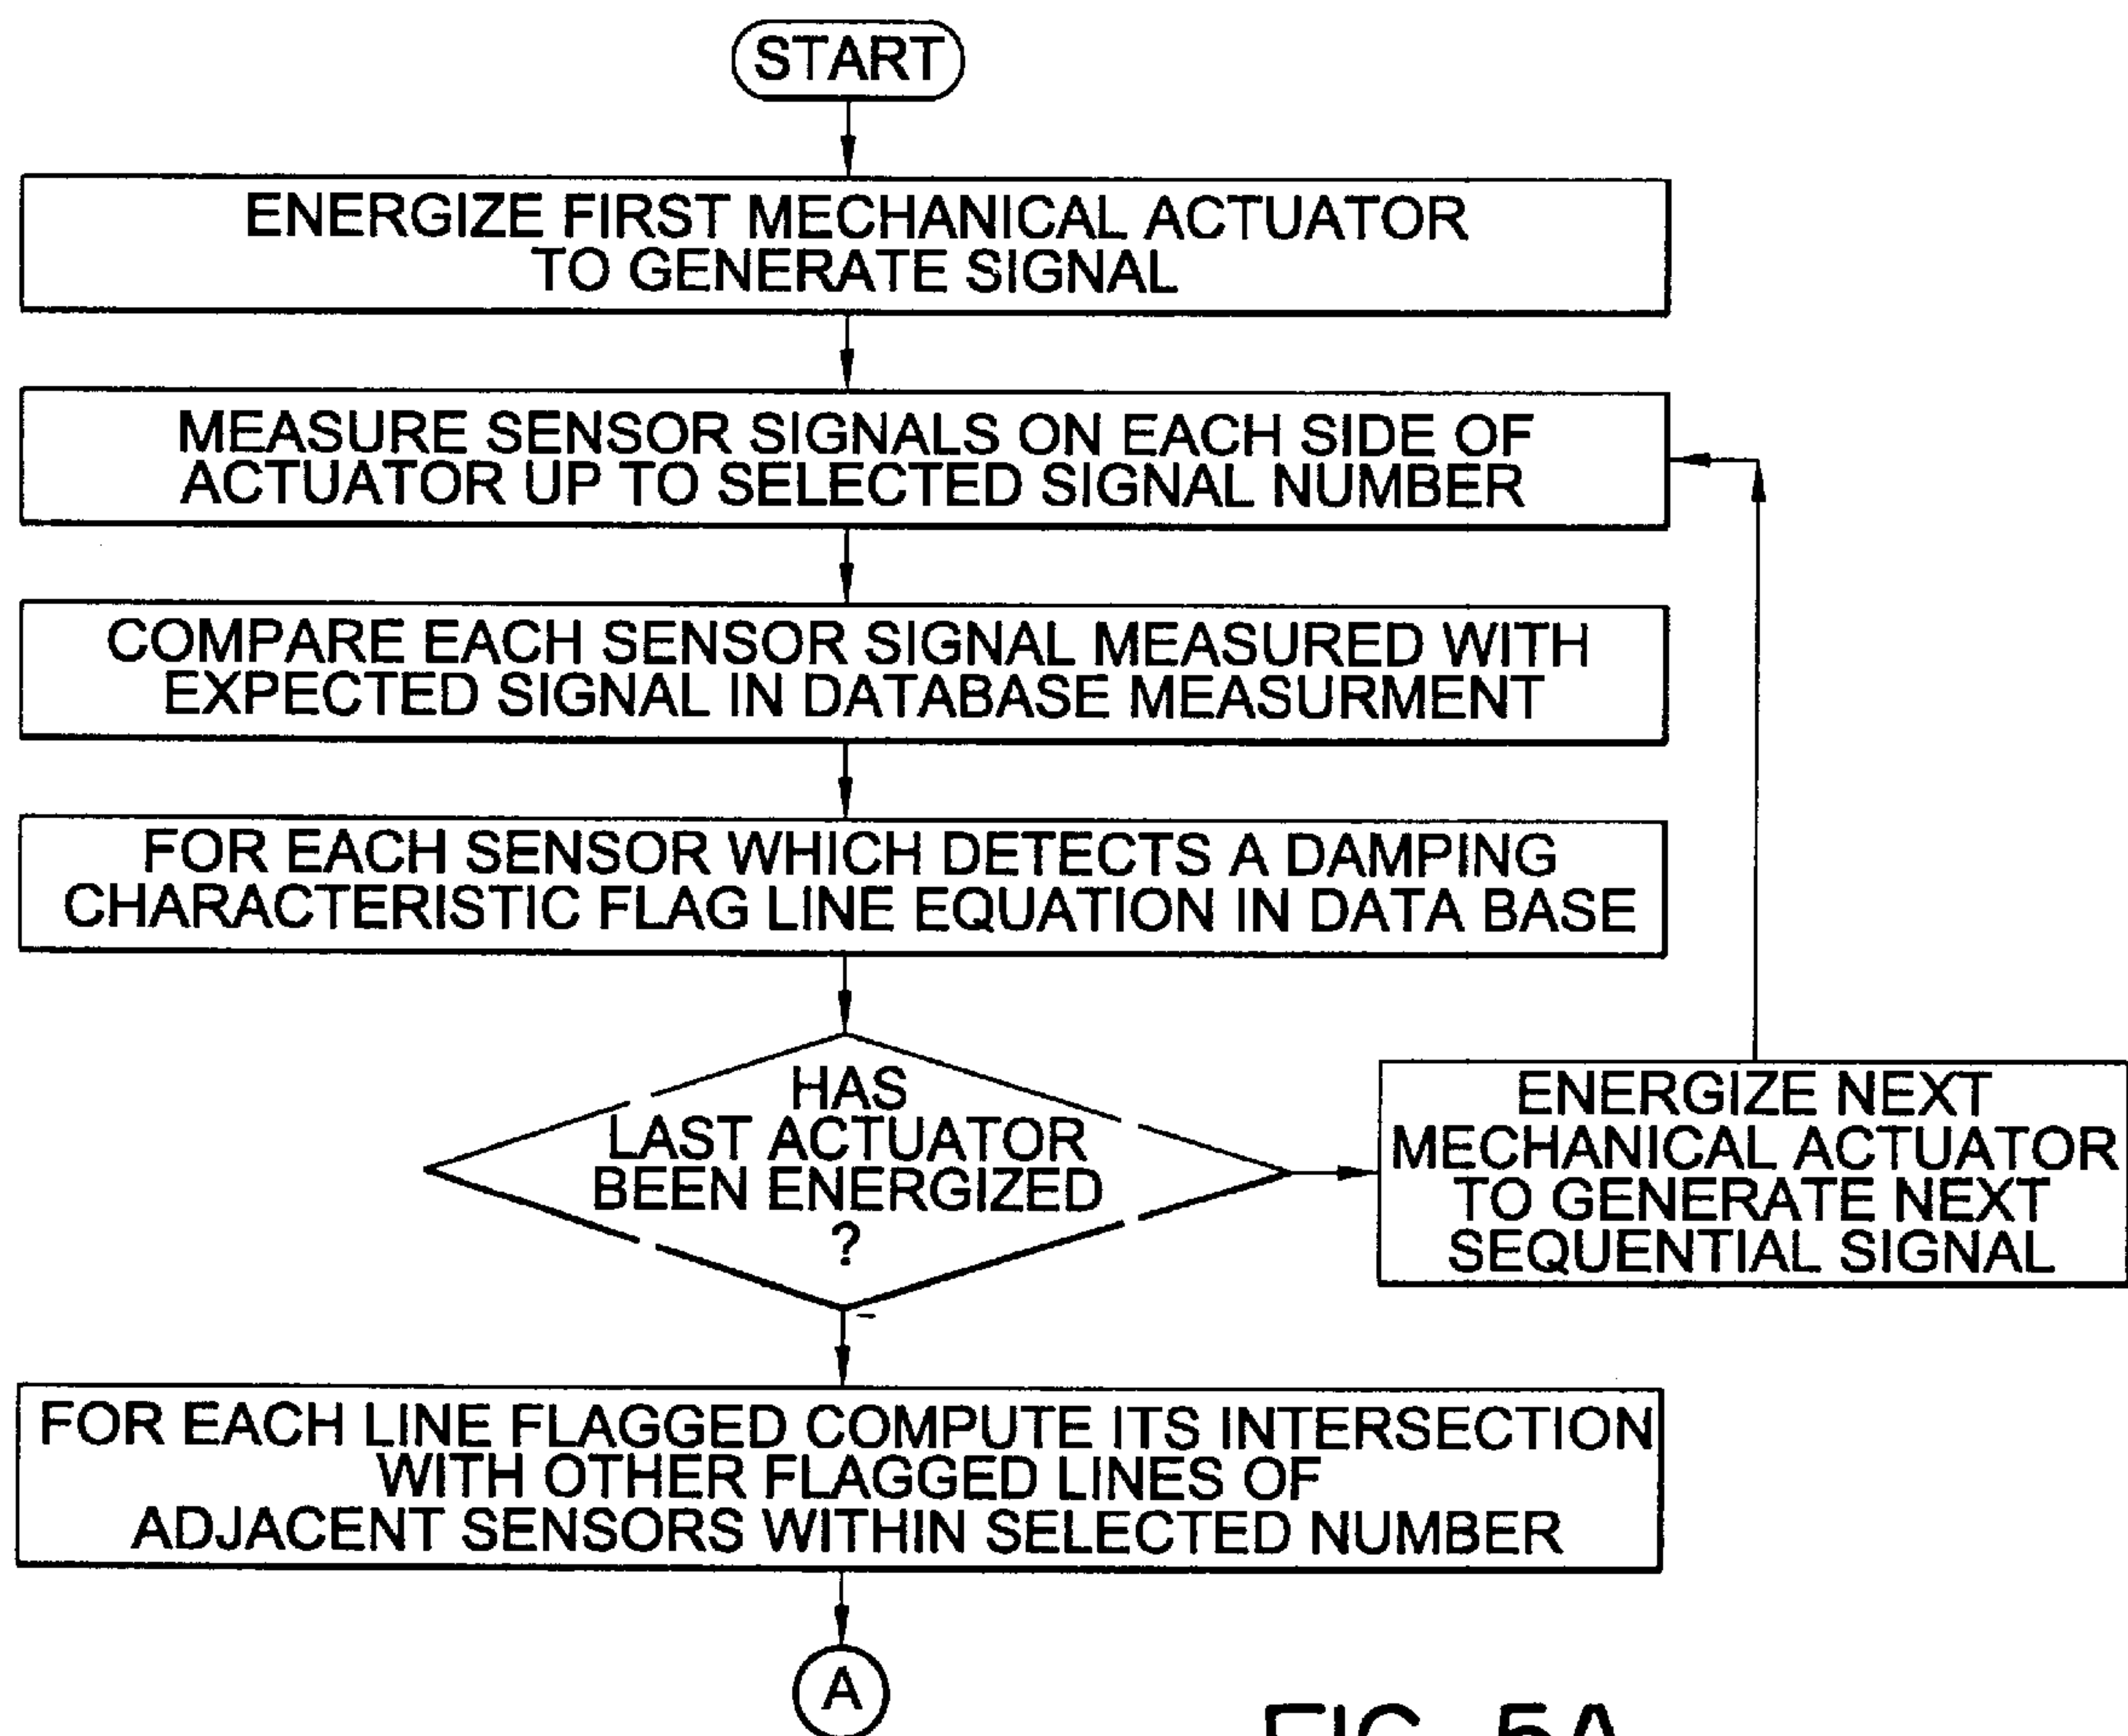 START
ENERGIZE FIRST MECHANICAL ACTUATOR
TO GENERATE SIGNAL
MEASURE SENSOR SIGNALS ON EACH SIDE OF
ACTUATOR UP TO SELECTED SIGNAL NUMBER
COMPARE EACH SENSOR SIGNAL MEASURED WITH
EXPECTED SIGNAL IN DATABASE MEASURMENT
FOR EACH SENSOR WHICH DETECTS A DAMPING
CHARACTERISTIC FLAG LINE EQUATION IN DATA BASE
HAS
LAST ACTUATOR
BEEN ENERGIZED
?
ENERGIZE NEXT
MECHANICAL ACTUATOR
TO GENERATE NEXT
SEQUENTIAL SIGNAL
FOR EACH LINE FLAGGED COMPUTE ITS INTERSECTION
WITH OTHER FLAGGED LINES OF
ADJACENT SENSORS WITHIN SELECTED NUMBER
A
FIG. 5A